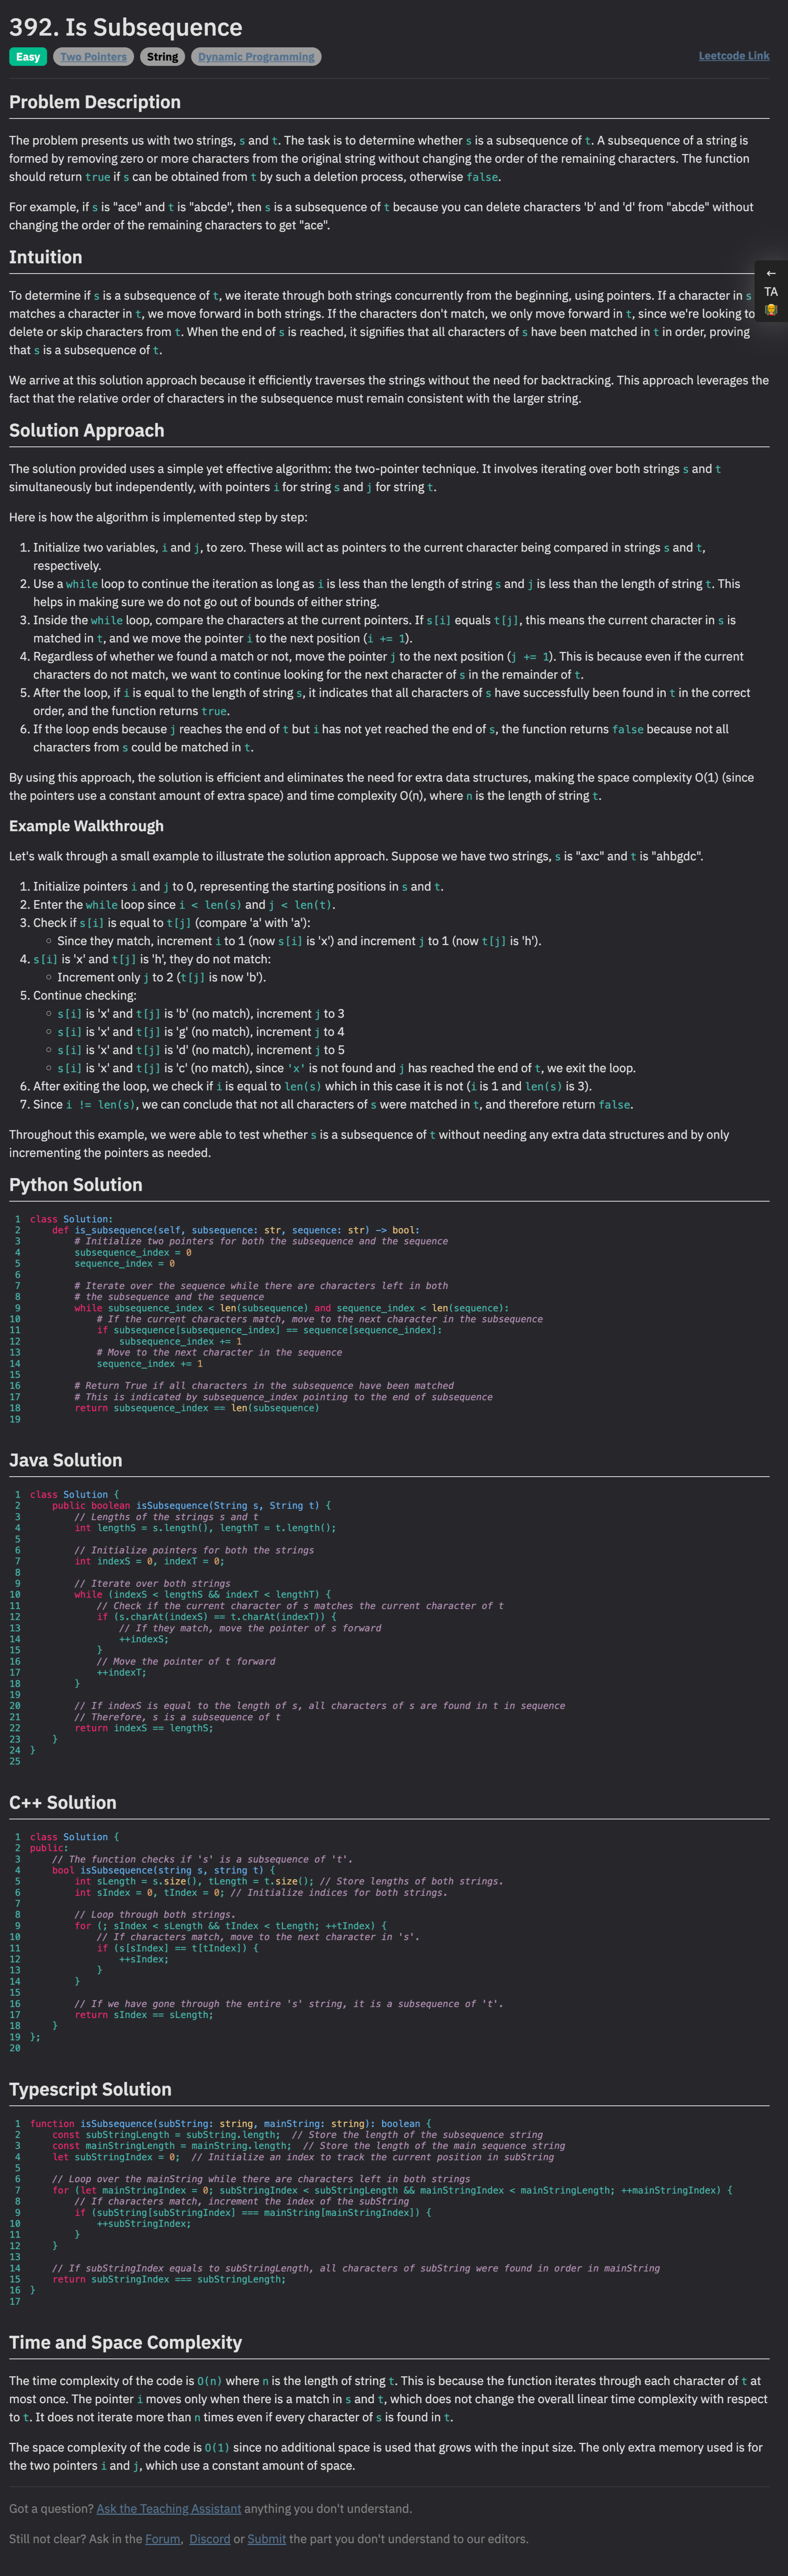 392. Is Subsequence
Easy Two Pointers String Dynamic Programming Leetcode Link
Problem Description
The problem presents us with two strings, s and t. The task is to determine whether s is a subsequence of t. A subsequence of a string is
formed by removing zero or more characters from the original string without changing the order of the remaining characters. The function
should return true if s can be obtained from t by such a deletion process, otherwise false.
For example, if s is "ace" and t is "abcde", then s is a subsequence of t because you can delete characters 'b' and 'd' from "abcde" without
changing the order of the remaining characters to get "ace".
Intuition
←
TA
To determine if s is a subsequence of t, we iterate through both strings concurrently from the beginning, using pointers. If a character in s
matches a character in t, we move forward in both strings. If the characters don't match, we only move forward in t, since we're looking to
delete or skip characters from t. When the end of s is reached, it signifies that all characters of s have been matched in t in order, proving
that s is a subsequence of t.
We arrive at this solution approach because it efficiently traverses the strings without the need for backtracking. This approach leverages the
fact that the relative order of characters in the subsequence must remain consistent with the larger string.
Solution Approach
The solution provided uses a simple yet effective algorithm: the two-pointer technique. It involves iterating over both strings s and t
simultaneously but independently, with pointers i for string s and j for string t.
Here is how the algorithm is implemented step by step:
1. Initialize two variables, i and j, to zero. These will act as pointers to the current character being compared in strings s and t,
respectively.
2. Use a while loop to continue the iteration as long as i is less than the length of string s and j is less than the length of string t. This
helps in making sure we do not go out of bounds of either string.
3. Inside the while loop, compare the characters at the current pointers. If s[i] equals t[j], this means the current character in s is
matched in t, and we move the pointer i to the next position (i += 1).
4. Regardless of whether we found a match or not, move the pointer j to the next position (j += 1). This is because even if the current
characters do not match, we want to continue looking for the next character of s in the remainder of t.
5. After the loop, if i is equal to the length of string s, it indicates that all characters of s have successfully been found in t in the correct
order, and the function returns true.
6. If the loop ends because j reaches the end of t but i has not yet reached the end of s, the function returns false because not all
characters from s could be matched in t.
By using this approach, the solution is efficient and eliminates the need for extra data structures, making the space complexity O(1) (since
the pointers use a constant amount of extra space) and time complexity O(n), where n is the length of string t.
Example Walkthrough
Let's walk through a small example to illustrate the solution approach. Suppose we have two strings, s is "axc" and t is "ahbgdc".
1. Initialize pointers i and j to 0, representing the starting positions in s and t.
2. Enter the while loop since i < len(s) and j < len(t).
3. Check if s[i] is equal to t[j] (compare 'a' with 'a'):
◦ Since they match, increment i to 1 (now s[i] is 'x') and increment j to 1 (now t[j] is 'h').
4. s[i] is 'x' and t[j] is 'h', they do not match:
◦ Increment only j to 2 (t[j] is now 'b').
5. Continue checking:
◦ s[i] is 'x' and t[j] is 'b' (no match), increment j to 3
◦ s[i] is 'x' and t[j] is 'g' (no match), increment j to 4
◦ s[i] is 'x' and t[j] is 'd' (no match), increment j to 5
◦ s[i] is 'x' and t[j] is 'c' (no match), since 'x' is not found and j has reached the end of t, we exit the loop.
6. After exiting the loop, we check if i is equal to len(s) which in this case it is not (i is 1 and len(s) is 3).
7. Since i != len(s), we can conclude that not all characters of s were matched in t, and therefore return false.
Throughout this example, we were able to test whether s is a subsequence of t without needing any extra data structures and by only
incrementing the pointers as needed.
Python Solution
1 class Solution:
2     def is_subsequence(self, subsequence: str, sequence: str) -> bool:
3         # Initialize two pointers for both the subsequence and the sequence
4         subsequence_index = 0
5         sequence_index = 0
6
7         # Iterate over the sequence while there are characters left in both
8         # the subsequence and the sequence
9         while subsequence_index < len(subsequence) and sequence_index < len(sequence):
10             # If the current characters match, move to the next character in the subsequence
11             if subsequence[subsequence_index] == sequence[sequence_index]:
12                 subsequence_index += 1
13             # Move to the next character in the sequence
14             sequence_index += 1
15
16         # Return True if all characters in the subsequence have been matched
17         # This is indicated by subsequence_index pointing to the end of subsequence
18         return subsequence_index == len(subsequence)
19
Java Solution
1 class Solution {
2     public boolean isSubsequence(String s, String t) {
3         // Lengths of the strings s and t
4         int lengthS = s.length(), lengthT = t.length();
5
6         // Initialize pointers for both the strings
7         int indexS = 0, indexT = 0;
8
9         // Iterate over both strings
10         while (indexS < lengthS && indexT < lengthT) {
11             // Check if the current character of s matches the current character of t
12             if (s.charAt(indexS) == t.charAt(indexT)) {
13                 // If they match, move the pointer of s forward
14                 ++indexS;
15             }
16             // Move the pointer of t forward
17             ++indexT;
18         }
19
20         // If indexS is equal to the length of s, all characters of s are found in t in sequence
21         // Therefore, s is a subsequence of t
22         return indexS == lengthS;
23     }
24 }
25
C++ Solution
1 class Solution {
2 public:
3     // The function checks if 's' is a subsequence of 't'.
4     bool isSubsequence(string s, string t) {
5         int sLength = s.size(), tLength = t.size(); // Store lengths of both strings.
6         int sIndex = 0, tIndex = 0; // Initialize indices for both strings.
7
8         // Loop through both strings.
9         for (; sIndex < sLength && tIndex < tLength; ++tIndex) {
10             // If characters match, move to the next character in 's'.
11             if (s[sIndex] == t[tIndex]) {
12                 ++sIndex;
13             }
14         }
15
16         // If we have gone through the entire 's' string, it is a subsequence of 't'.
17         return sIndex == sLength;
18     }
19 };
20
Typescript Solution
1 function isSubsequence(subString: string, mainString: string): boolean {
2     const subStringLength = subString.length;  // Store the length of the subsequence string
3     const mainStringLength = mainString.length;  // Store the length of the main sequence string
4     let subStringIndex = 0;  // Initialize an index to track the current position in subString
5
6     // Loop over the mainString while there are characters left in both strings
7     for (let mainStringIndex = 0; subStringIndex < subStringLength && mainStringIndex < mainStringLength; ++mainStringIndex) {
8         // If characters match, increment the index of the subString
9         if (subString[subStringIndex] === mainString[mainStringIndex]) {
10             ++subStringIndex;
11         }
12     }
13
14     // If subStringIndex equals to subStringLength, all characters of subString were found in order in mainString
15     return subStringIndex === subStringLength;
16 }
17
Time and Space Complexity
The time complexity of the code is O(n) where n is the length of string t. This is because the function iterates through each character of t at
most once. The pointer i moves only when there is a match in s and t, which does not change the overall linear time complexity with respect
to t. It does not iterate more than n times even if every character of s is found in t.
The space complexity of the code is O(1) since no additional space is used that grows with the input size. The only extra memory used is for
the two pointers i and j, which use a constant amount of space.
Got a question? Ask the Teaching Assistant anything you don't understand.
Still not clear? Ask in the Forum, Discord or Submit the part you don't understand to our editors.